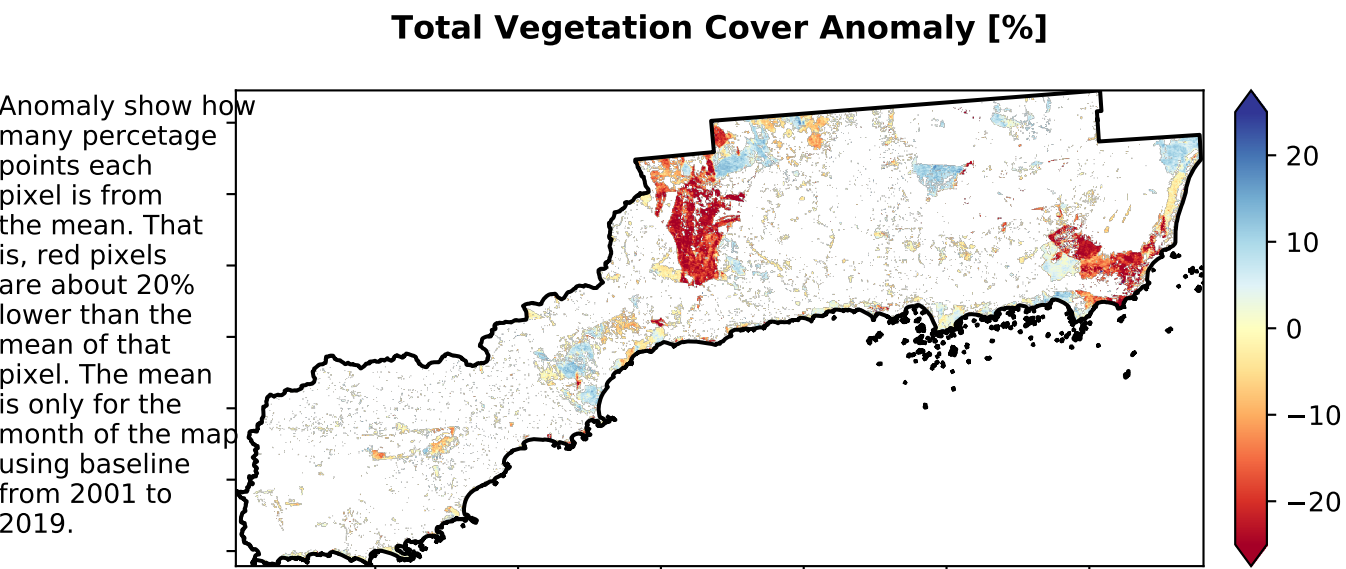 Total Vegetation Cover Anomaly [%]
Anomaly show how
many percetage
points each
pixel is from
the mean. That
is, red pixels
are about 20%
lower than the
mean of that
pixel. The mean
is only for the
month of the map
using baseline
from 2001 to
2019.
20
10
0
−10
−20